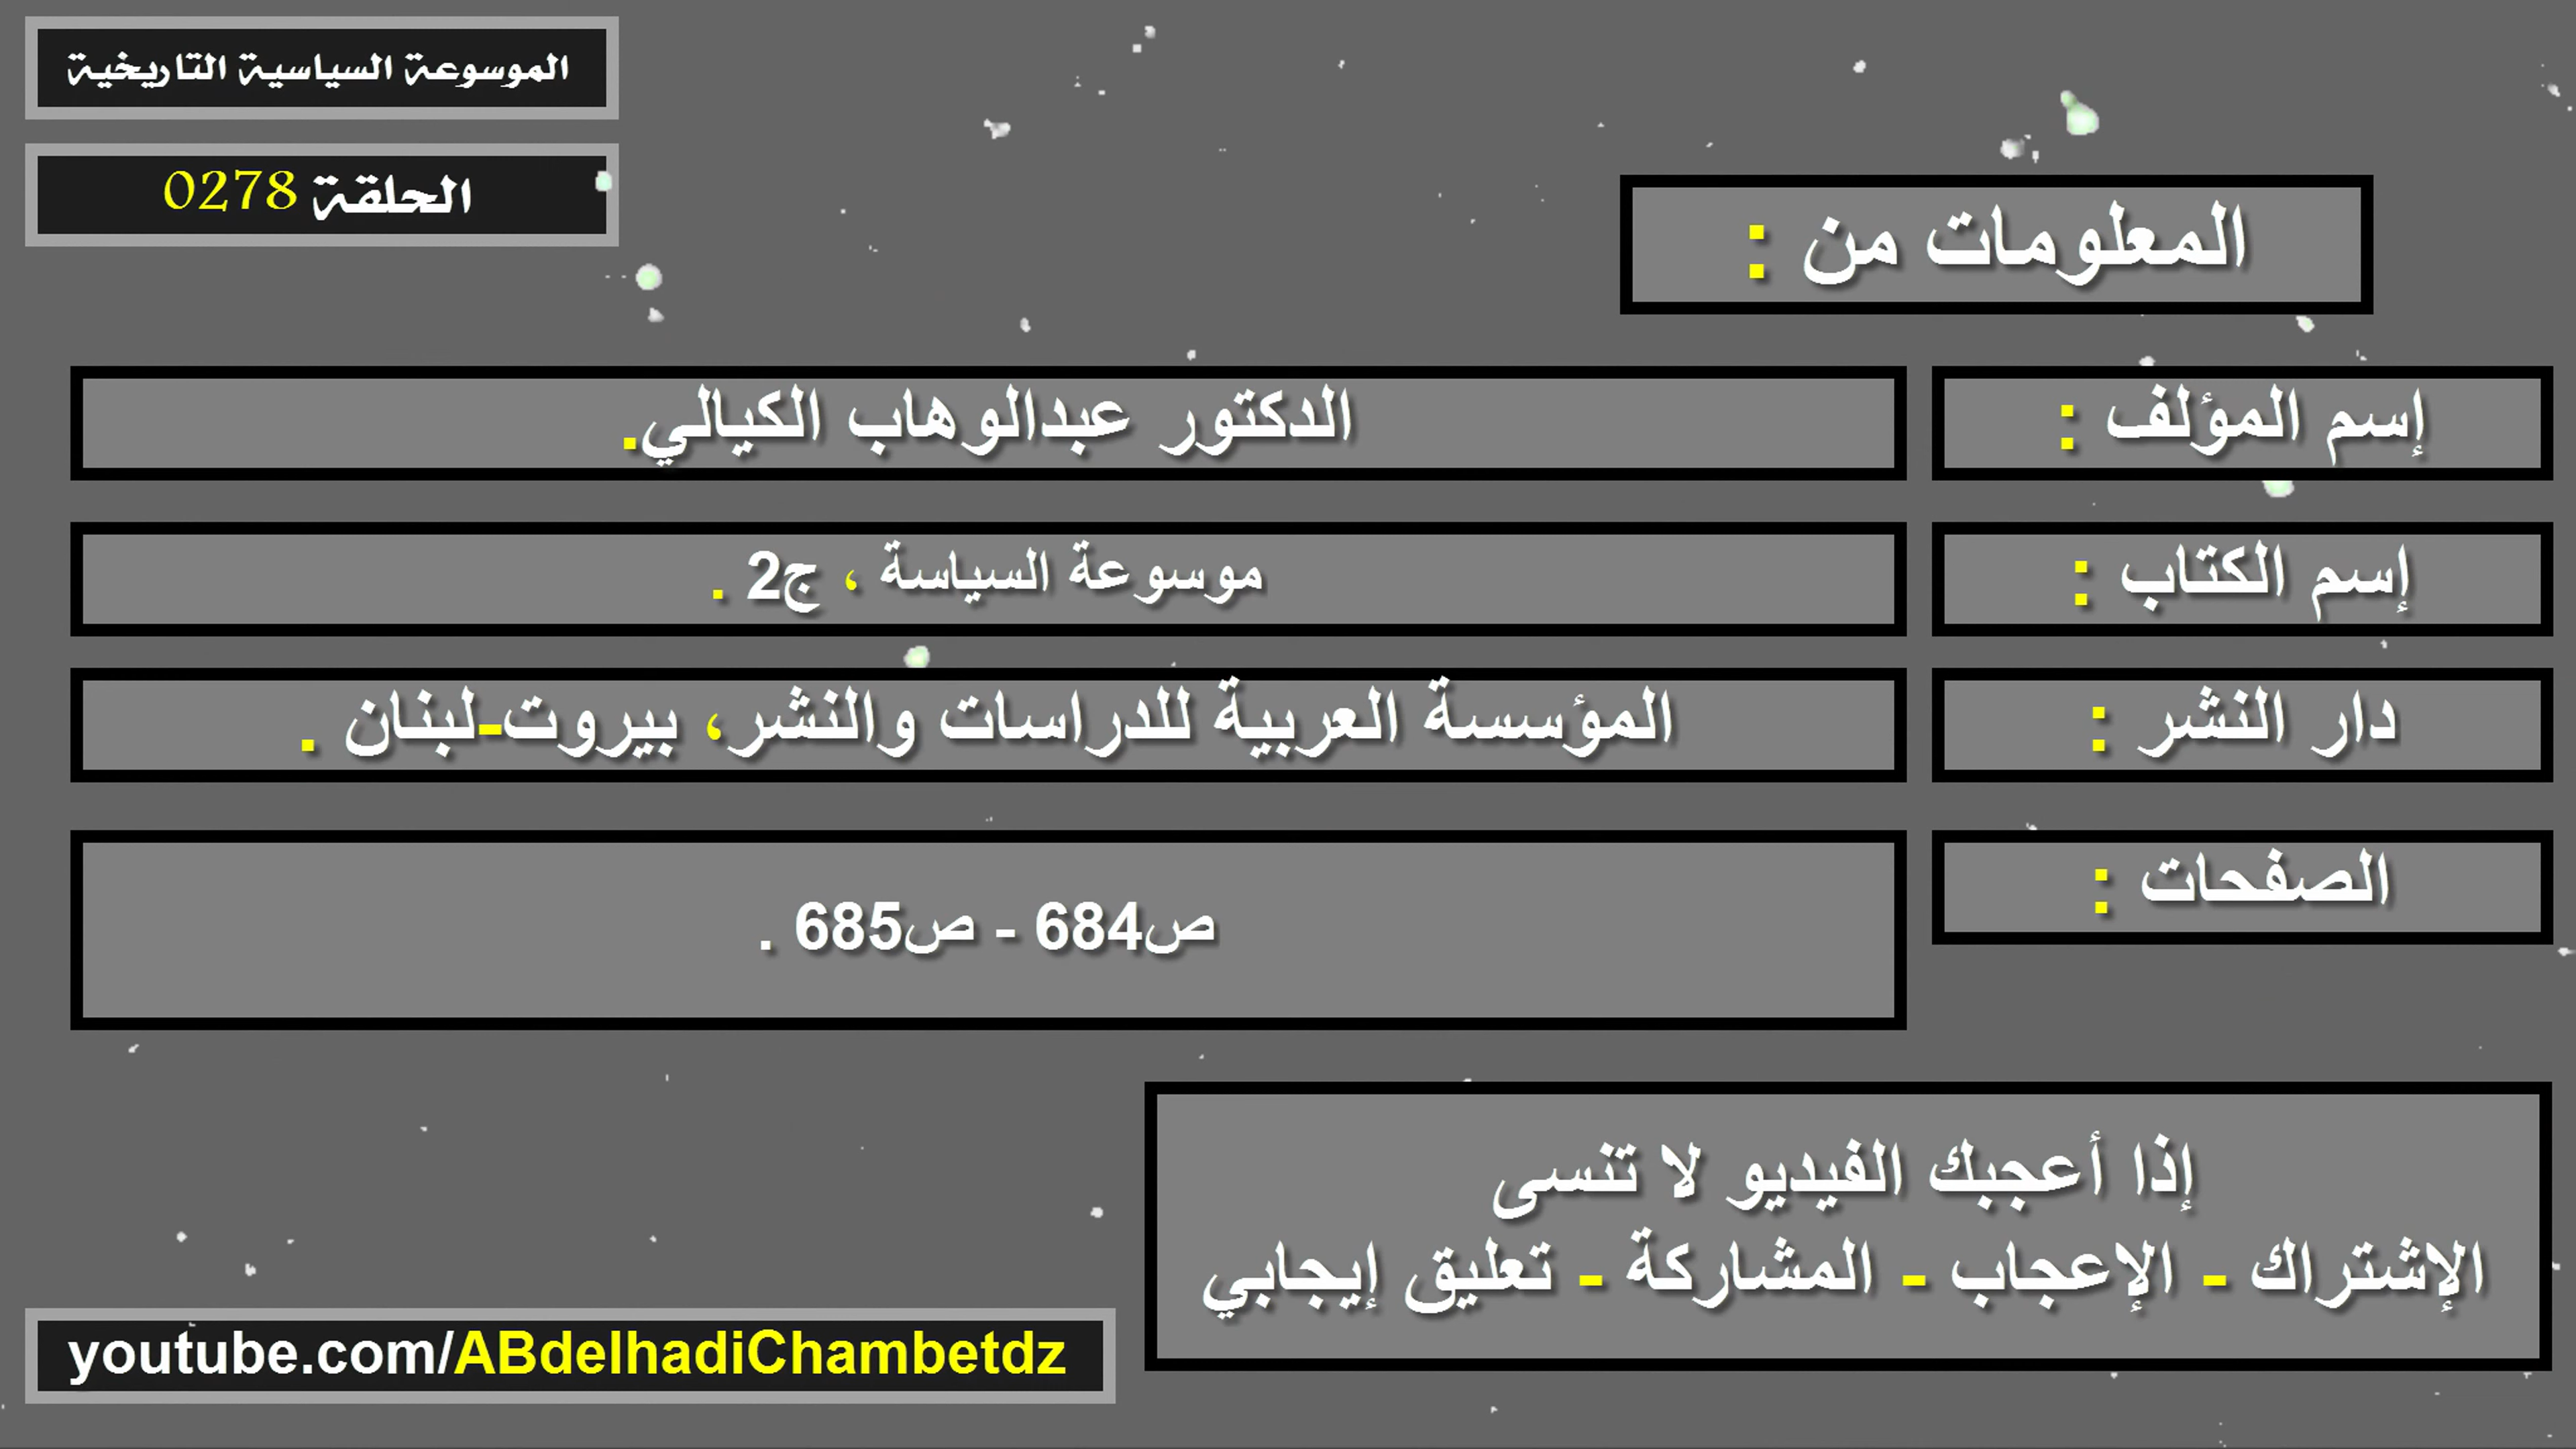 الموسوعة السياسية التاريخية
الحلقة 0278
المعلومات من :
إسم المؤلف :
الدكتور عبدالوهاب الكيالي.
إسم الكتاب :
موسوعة السياسة ، ج2 .
دار النشر :
المؤسسة العربية للدراسات والنشر، بيروت-لبنان .
الصفحات :
ص684 - ص685 .
إذا أعجبك الفيديو لا تنسى
الإشتراك - الإعجاب - المشاركة - تعليق إيجابي
youtube.com/ABdelhadiChambetdz